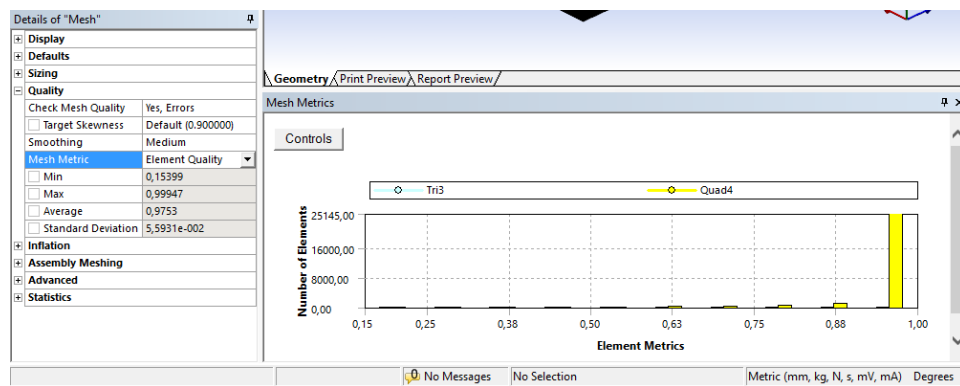 Details of "Mesh"
Display
Defaults
Sizing
Quality
Check Mesh Quality Yes, Errors
Target Skewness Default (0.900000)
Smoothing Medium
Mesh Metric Element Quality
Min 0,15399
Max 0,99947
Average 0,9753
Standard Deviation 5,5931e-002
Inflation
Assembly Meshing
Advanced
Statistics
Geometry Print Preview Report Preview
Mesh Metrics
Controls
Tri3 Quad4
Number of Elements
25145,00
16000,00
8000,00
0,00
0,15 0,25 0,38 0,50 0,63 0,75 0,88 1,00
Element Metrics
0 No Messages No Selection Metric (mm, kg, N, s, mV, mA) Degrees